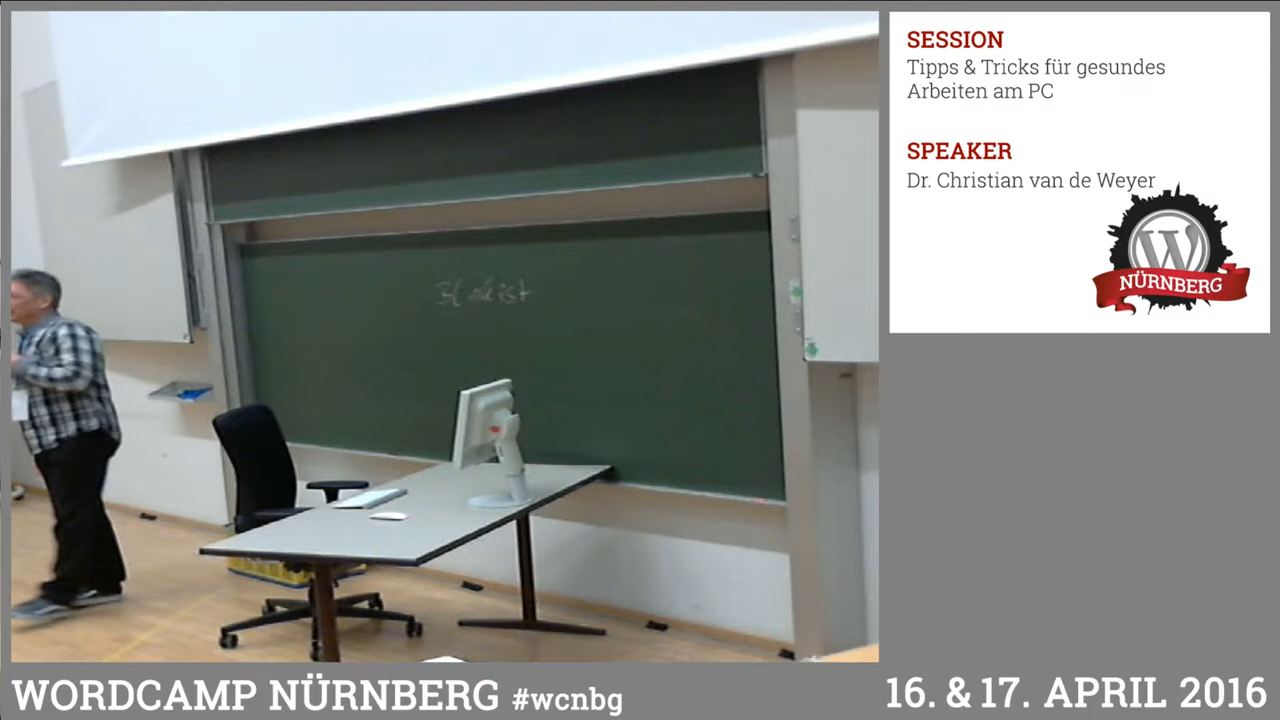 SESSION
Tipps & Tricks für gesundes
Arbeiten am PC
SPEAKER
Dr. Christian van de Weyer
W
NÜRNBERG
WORDCAMP NÜRNBERG #wcnbg
16. & 17. APRIL 2016